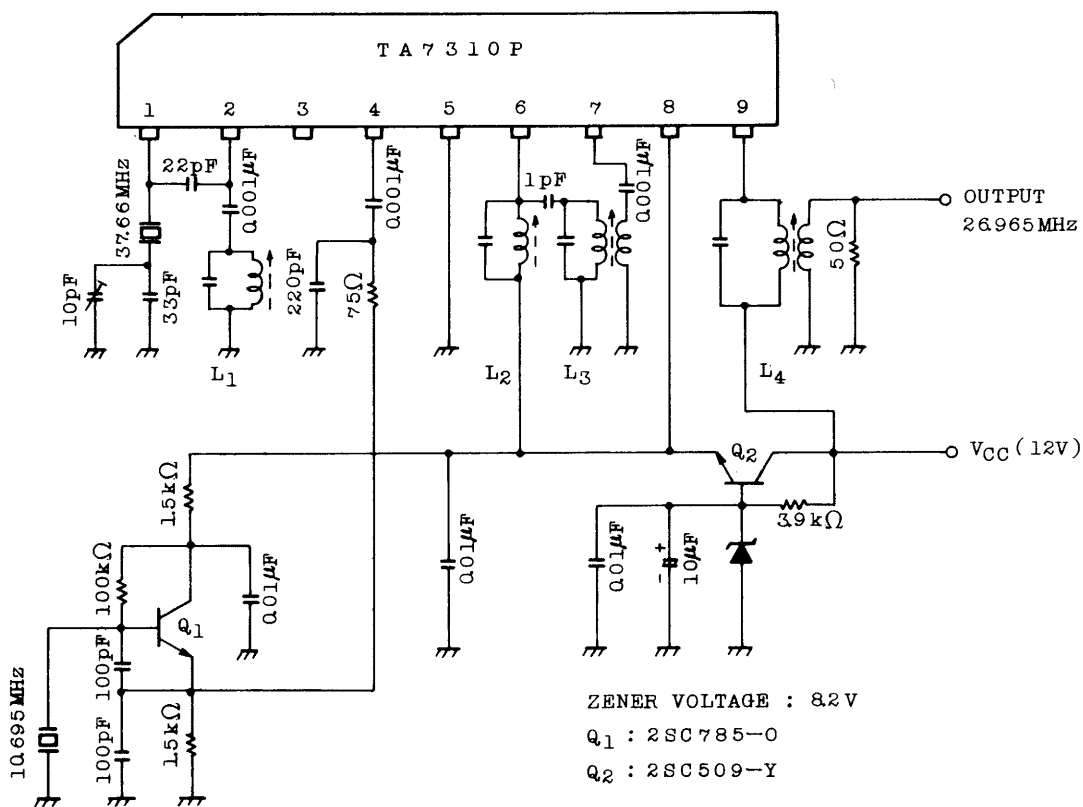 TA7310P
1 2 3 4 5 6 7 8 9
22pF
0.001μF
37.66MHz
10pF
33pF
L1
0.001μF
220pF
75Ω
1pF
0.001μF
L2
L3
L4
50Ω
OUTPUT
26.965MHz
Q2
VCC (12V)
3.9kΩ
1.5kΩ
100kΩ
0.01μF
Q1
100pF
100pF
1.5kΩ
10.695MHz
0.01μF
0.01μF
- +
10μF
ZENER VOLTAGE : 8.2V
Q1 : 2SC785-O
Q2 : 2SC509-Y